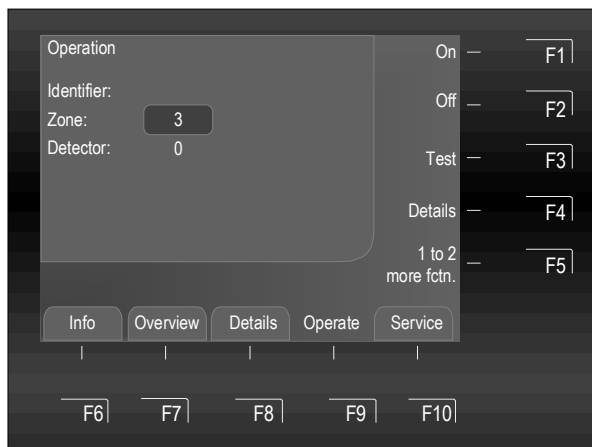 Operation
On — F1
Identifier:
Off — F2
Zone: 3
Detector: 0
Test — F3
Details — F4
1 to 2
more fctn. — F5
Info Overview Details Operate Service
F6 F7 F8 F9 F10